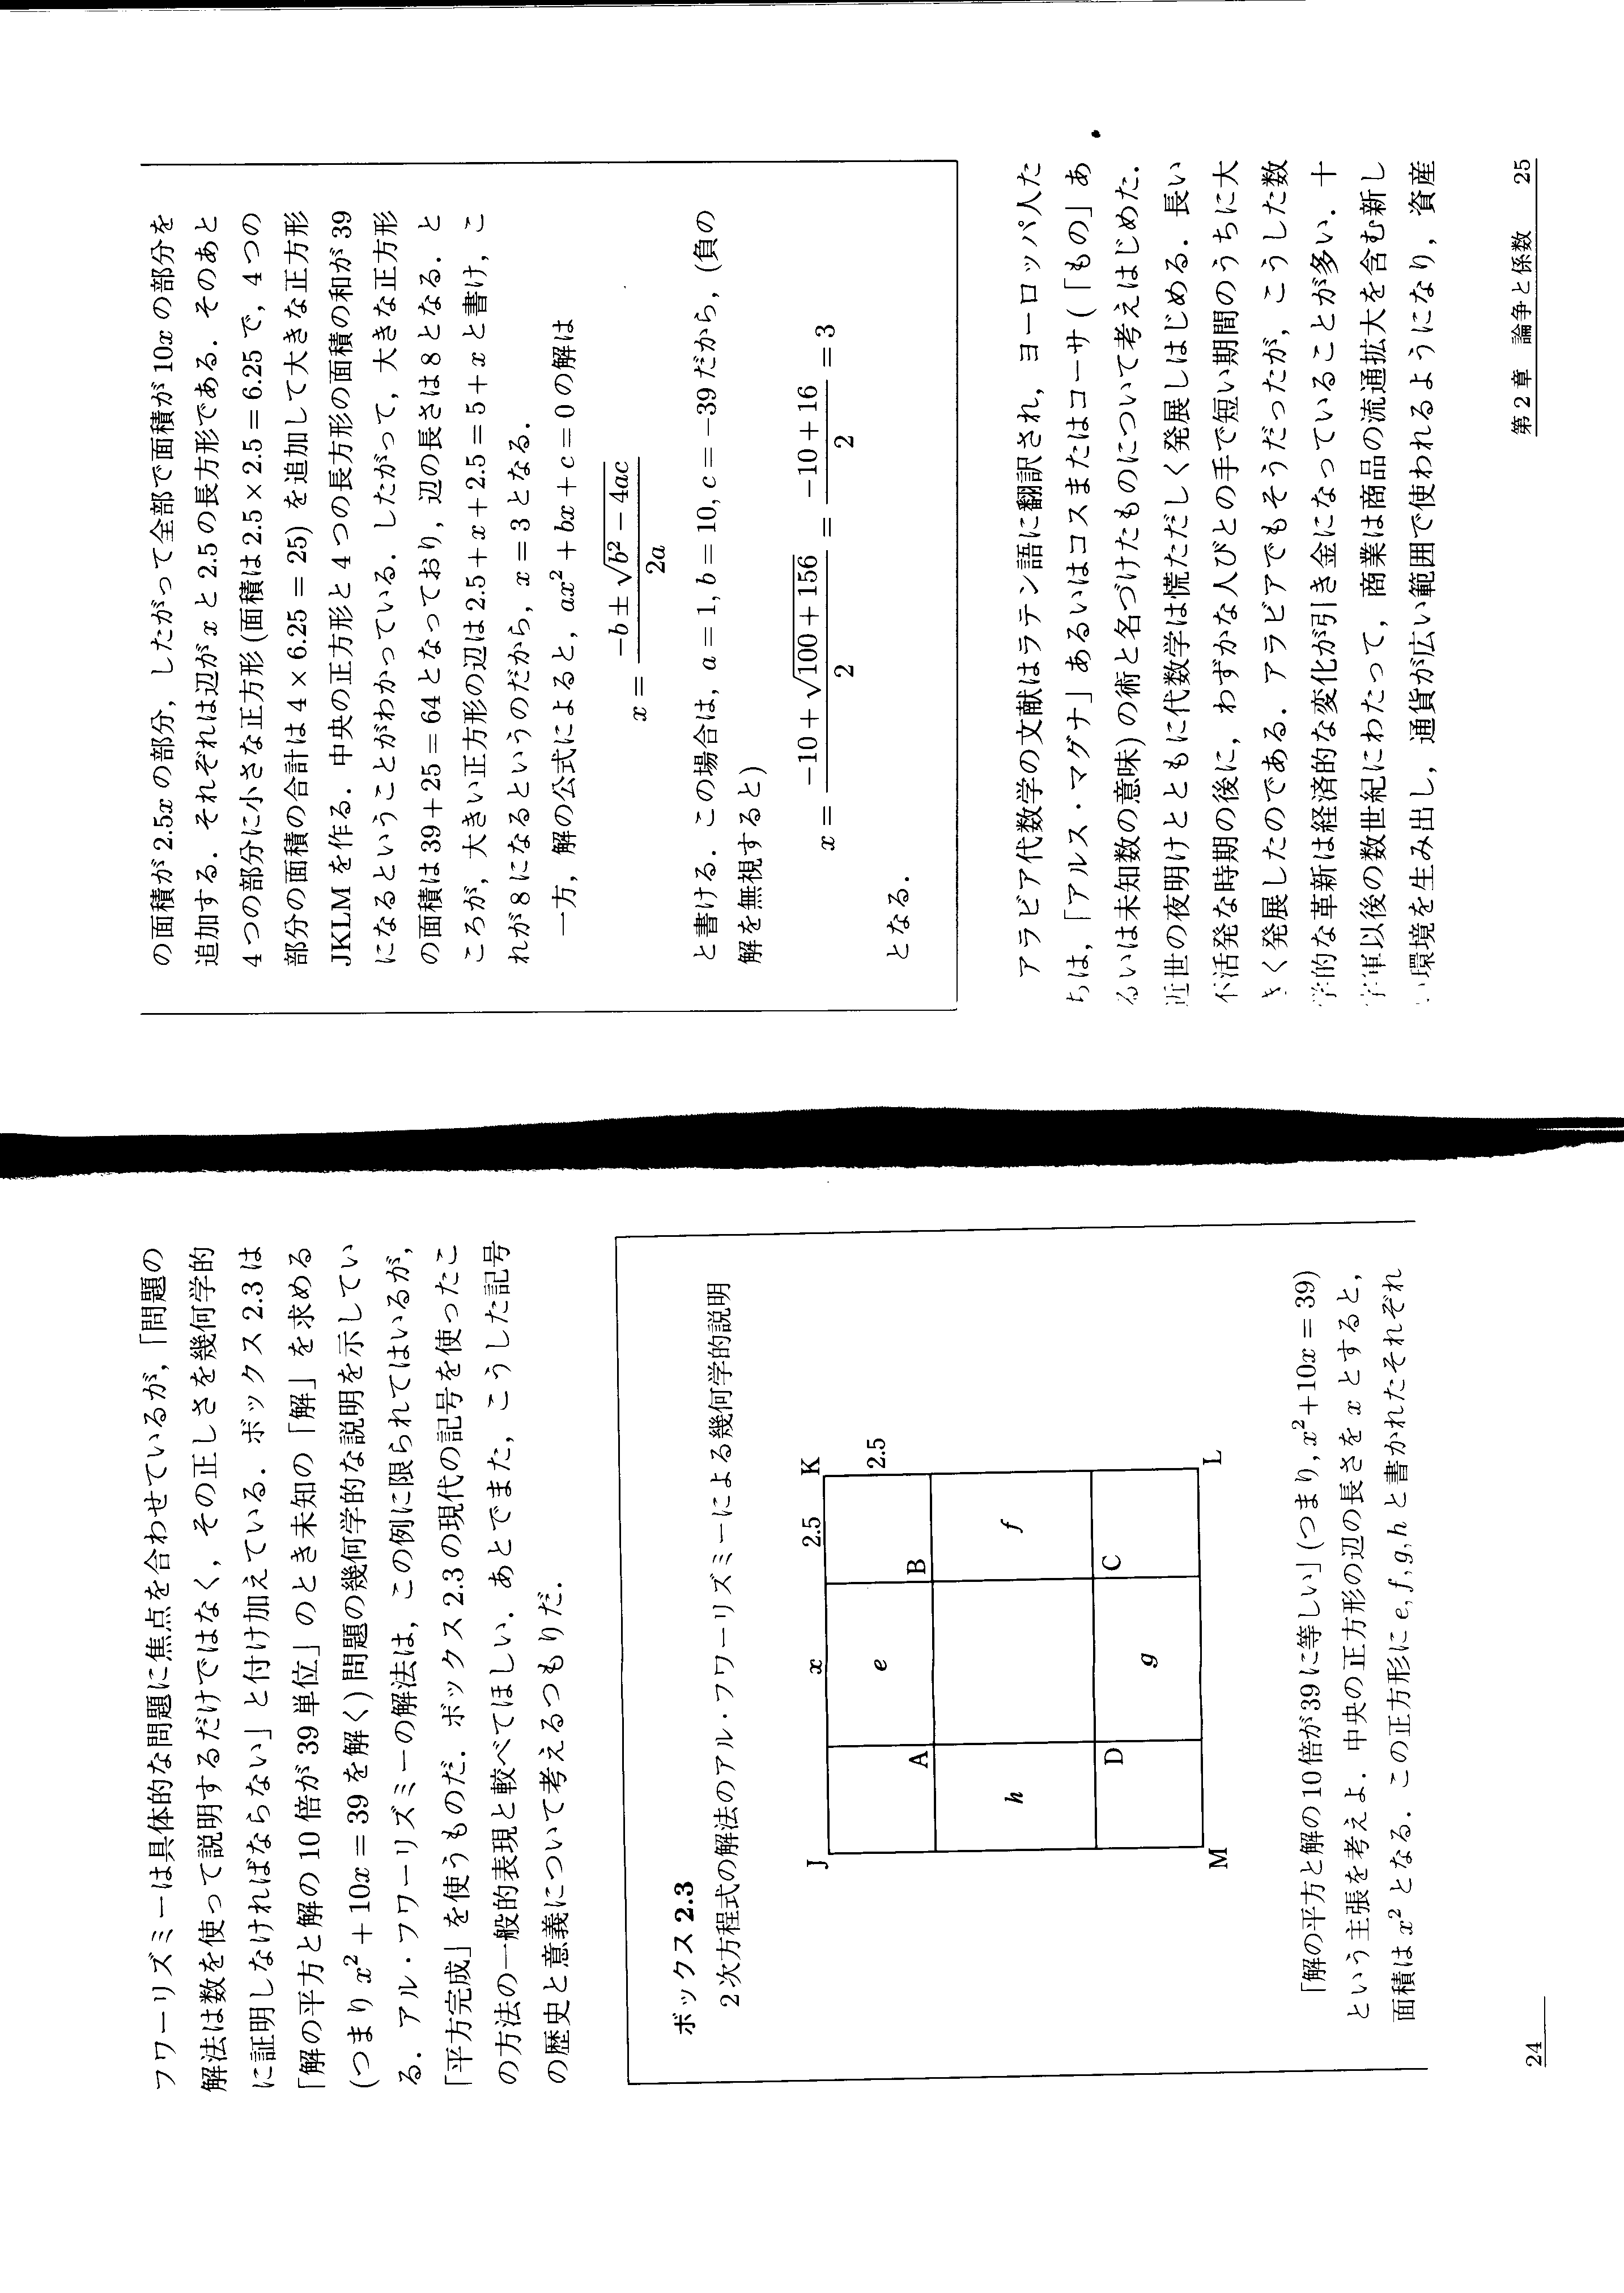 フワーリズミーは具体的な問題に焦点を合わせているが，「問題の
解法は数を使って説明するだけではなく，その正しさを幾何学的
に証明しなければならない」と付け加えている．ボックス 2.3 は
「解の平方と解の 10 倍が 39 単位」のとき未知の「解」を求める
(つまり x² + 10x = 39 を解く) 問題の幾何学的な説明を示してい
る．アル・フワーリズミーの解法は，この例に限られてはいるが，
「平方完成」を使うものだ．ボックス 2.3 の現代の記号を使ったこ
の方法の一般的表現と較べてほしい．あとでまた，こうした記号
の歴史と意義について考えるつもりだ．
ボックス 2.3
2 次方程式の解法のアル・フワーリズミーによる幾何学的説明
J x 2.5 K
e 2.5
A B
h f
D C
g
M L
「解の平方と解の 10 倍が 39 に等しい」(つまり, x² + 10x = 39)
という主張を考えよ．中央の正方形の辺の長さを x とすると，
面積は x² となる．この正方形に e, f, g, h と書かれたそれぞれ
24
の面積が 2.5x の部分，したがって全部で面積が 10x の部分を
追加する．それぞれは辺が x と 2.5 の長方形である．そのあと
4 つの部分に小さな正方形 (面積は 2.5 × 2.5 = 6.25 で，4 つの
部分の面積の合計は 4 × 6.25 = 25) を追加して大きな正方形
JKLM を作る．中央の正方形と 4 つの長方形の面積の和が 39
になるということがわかっている．したがって，大きな正方形
の面積は 39 + 25 = 64 となっており，辺の長さは 8 となる．と
ころが，大きい正方形の辺は 2.5 + x + 2.5 = 5 + x と書け，こ
れが 8 になるというのだから，x = 3 となる．
一方，解の公式によると，ax² + bx + c = 0 の解は
x = (−b ± √(b² − 4ac)) / 2a
と書ける．この場合は，a = 1, b = 10, c = −39 だから，(負の
解を無視すると)
x = (−10 + √(100 + 156)) / 2 = (−10 + 16) / 2 = 3
となる．
アラビア代数学の文献はラテン語に翻訳され，ヨーロッパ人た
ちは，「アルス・マグナ」あるいはコスまたはコーサ (「もの」あ
るいは未知数の意味) の術と名づけたものについて考えはじめた．
近世の夜明けとともに代数学は慌ただしく発展しはじめる．長い
不活発な時期の後に，わずかな人びとの手で短い期間のうちに大
きく発展したのである．アラビアでもそうだったが，こうした数
学的な革新は経済的な変化が引き金になっていることが多い．十
字軍以後の数世紀にわたって，商業は商品の流通拡大を含む新し
い環境を生み出し，通貨が広い範囲で使われるようになり，資産
第 2 章 論争と係数 25